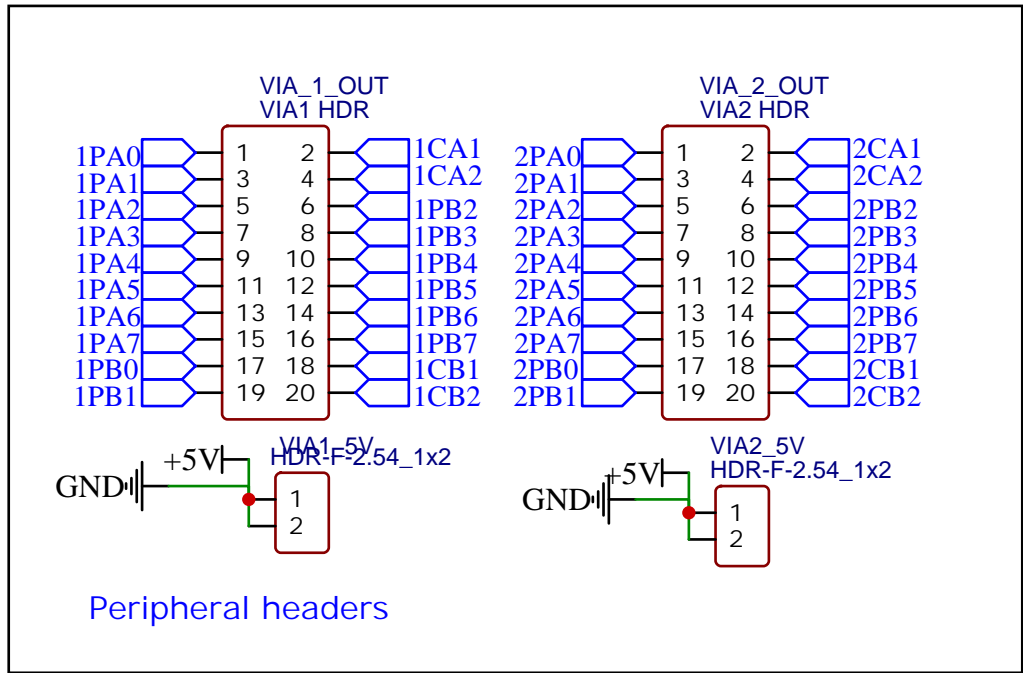 VIA_1_OUT
VIA1 HDR
1PA0 1 2 1CA1
1PA1 3 4 1CA2
1PA2 5 6 1PB2
1PA3 7 8 1PB3
1PA4 9 10 1PB4
1PA5 11 12 1PB5
1PA6 13 14 1PB6
1PA7 15 16 1PB7
1PB0 17 18 1CB1
1PB1 19 20 1CB2
VIA_2_OUT
VIA2 HDR
2PA0 1 2 2CA1
2PA1 3 4 2CA2
2PA2 5 6 2PB2
2PA3 7 8 2PB3
2PA4 9 10 2PB4
2PA5 11 12 2PB5
2PA6 13 14 2PB6
2PA7 15 16 2PB7
2PB0 17 18 2CB1
2PB1 19 20 2CB2
VIA1_5V
HDR-F-2.54_1x2
+5V
GND
1
2
VIA2_5V
HDR-F-2.54_1x2
+5V
GND
1
2
Peripheral headers